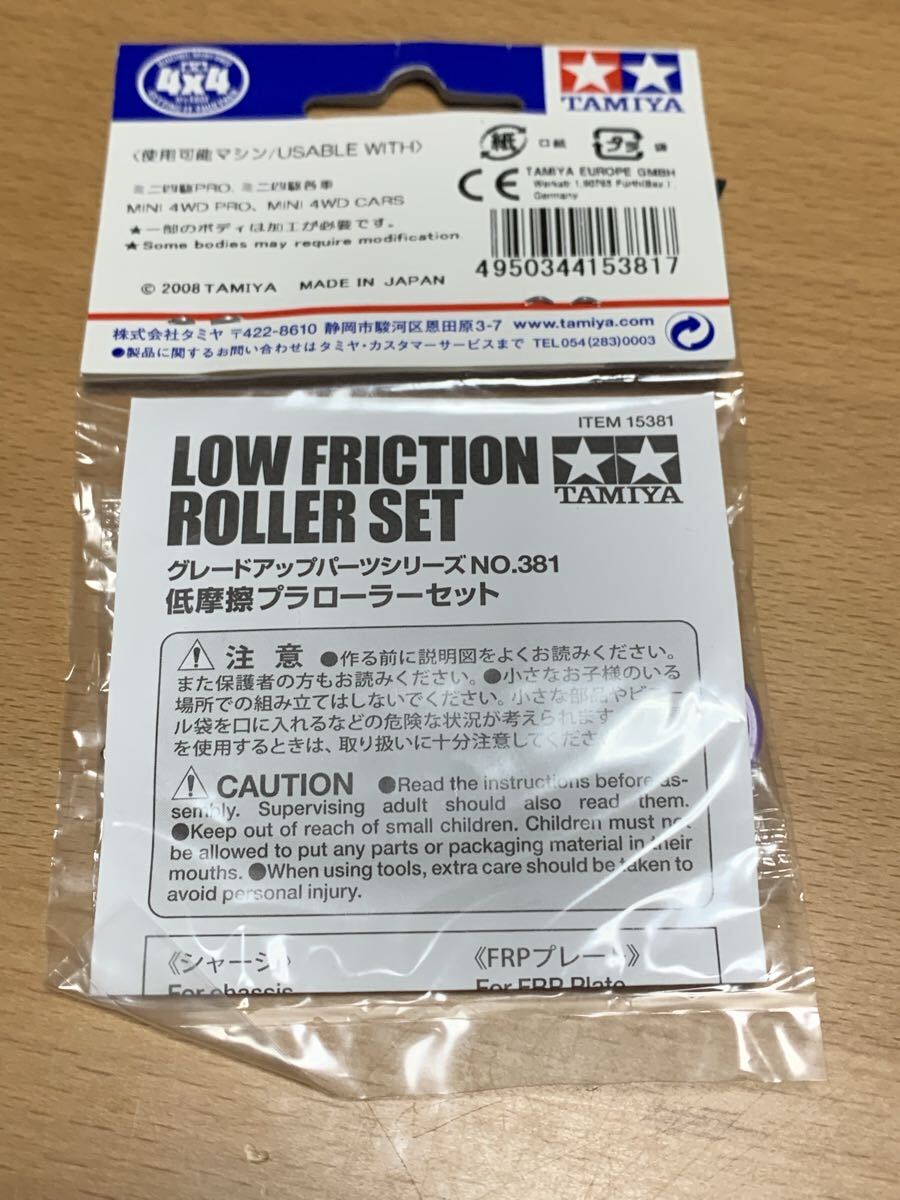 4x4
TAMIYA
〈使用可能マシン/USABLE WITH〉
ミニ四駆PRO、ミニ四駆各車
MINI 4WD PRO、MINI 4WD CARS
★一部のボディは加工が必要です。
★Some bodies may require modification.
© 2008 TAMIYA MADE IN JAPAN
紙 口紙
プラ 袋
CE TAMIYA EUROPE GMBH
Germany
4950344153817
株式会社タミヤ 〒422-8610 静岡市駿河区恩田原3-7 www.tamiya.com
●製品に関するお問い合わせはタミヤ・カスタマーサービスまで TEL054(283)0003
ITEM 15381
LOW FRICTION
ROLLER SET
TAMIYA
グレードアップパーツシリーズ NO.381
低摩擦プラローラーセット
注意 ●作る前に説明図をよくお読みください。
また保護者の方もお読みください。●小さなお子様のいる
場所での組み立てはしないでください。小さな部品やビニー
ル袋を口に入れるなどの危険な状況が考えられます
を使用するときは、取り扱いに十分注意してくださ
CAUTION ●Read the instructions before as-
sembly. Supervising adult should also read them.
●Keep out of reach of small children. Children must not
be allowed to put any parts or packaging material in their
mouths. ●When using tools, extra care should be taken to
avoid personal injury.
《シャーシ》
《FRPプレート》
For chassis
For FRP Plate